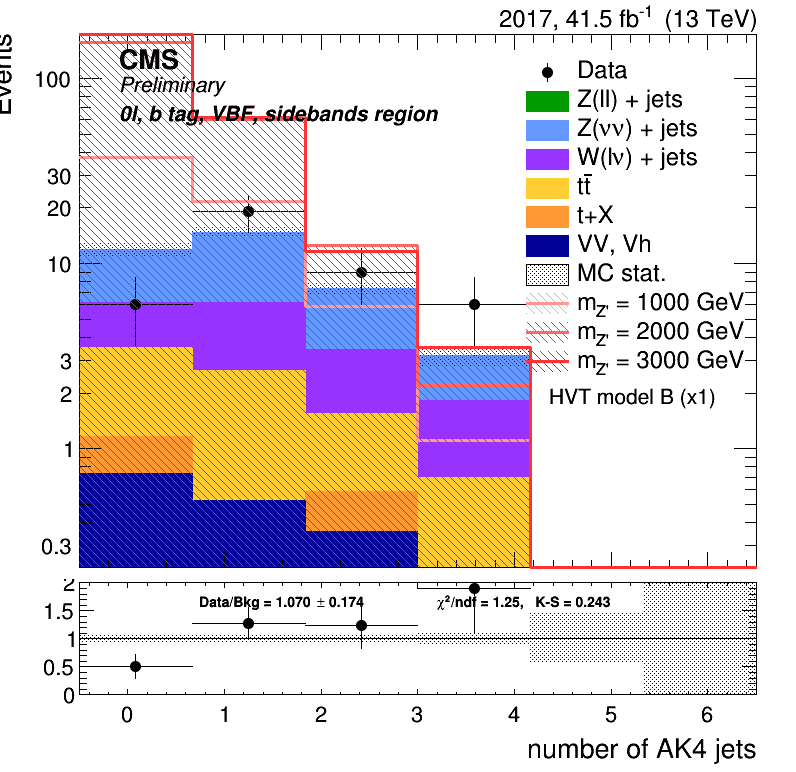 2017, 41.5 fb⁻¹ (13 TeV)
Events
CMS
Preliminary
0l, b tag, VBF, sidebands region
Data
Z(ll) + jets
Z(νν) + jets
W(lν) + jets
tt̄
t+X
VV, Vh
MC stat.
m_Z' = 1000 GeV
m_Z' = 2000 GeV
m_Z' = 3000 GeV
HVT model B (x1)
100
30
20
10
3
2
1
0.3
Data/Bkg = 1.070 ± 0.174
χ²/ndf = 1.25, K-S = 0.243
2
1.5
1
0.5
0
0 1 2 3 4 5 6
number of AK4 jets